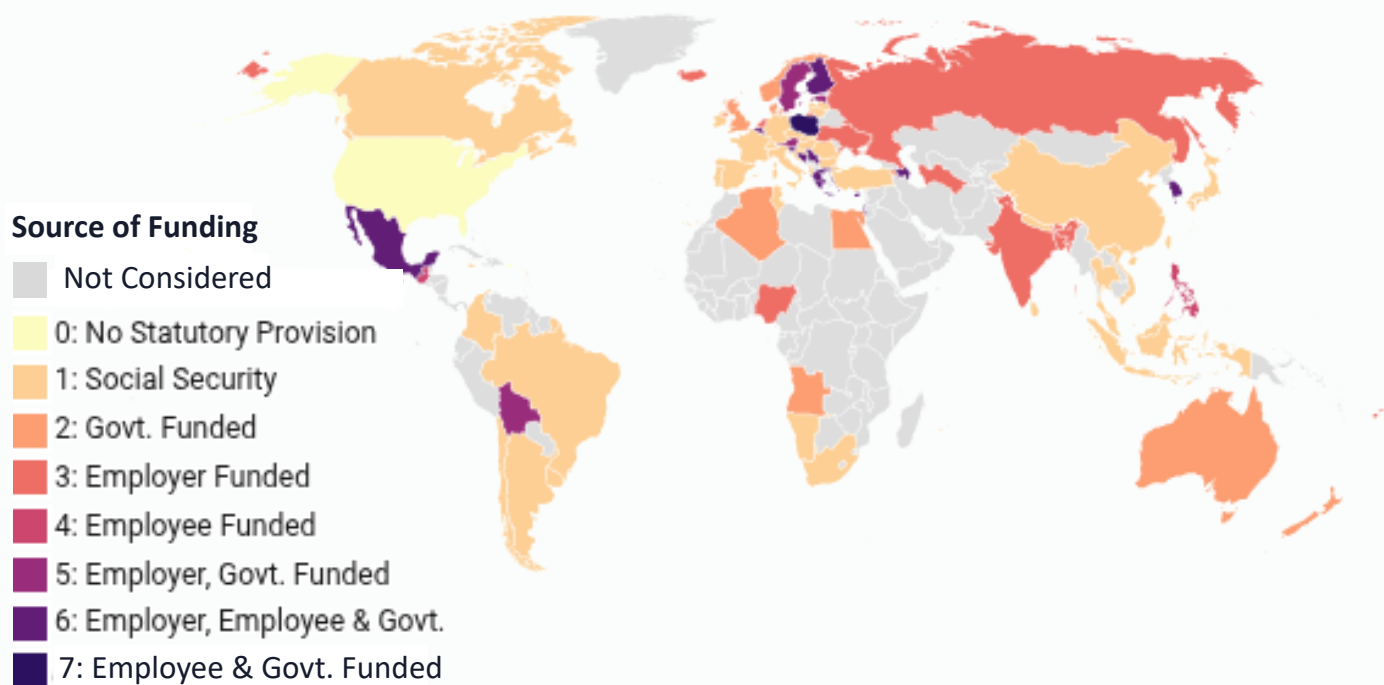 Source of Funding
Not Considered
0: No Statutory Provision
1: Social Security
2: Govt. Funded
3: Employer Funded
4: Employee Funded
5: Employer, Govt. Funded
6: Employer, Employee & Govt.
7: Employee & Govt. Funded